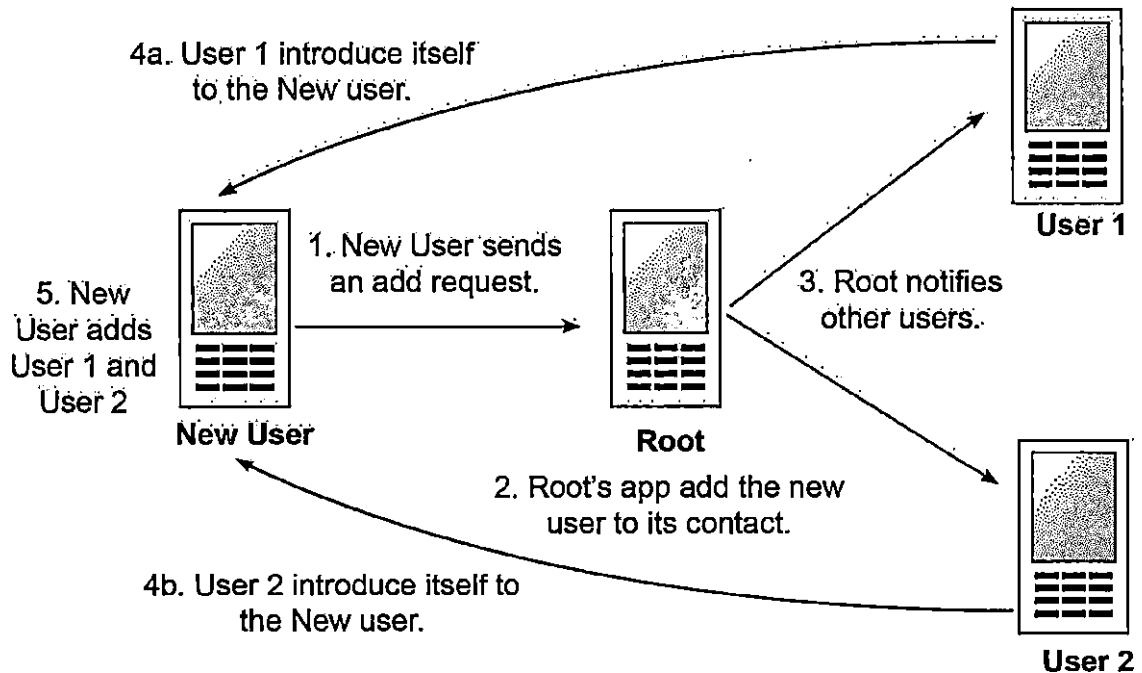 4a. User 1 introduce itself
to the New user.
User 1
1. New User sends
an add request.
3. Root notifies
other users.
5. New
User adds
User 1 and
User 2
New User
Root
2. Root's app add the new
user to its contact.
4b. User 2 introduce itself to
the New user.
User 2